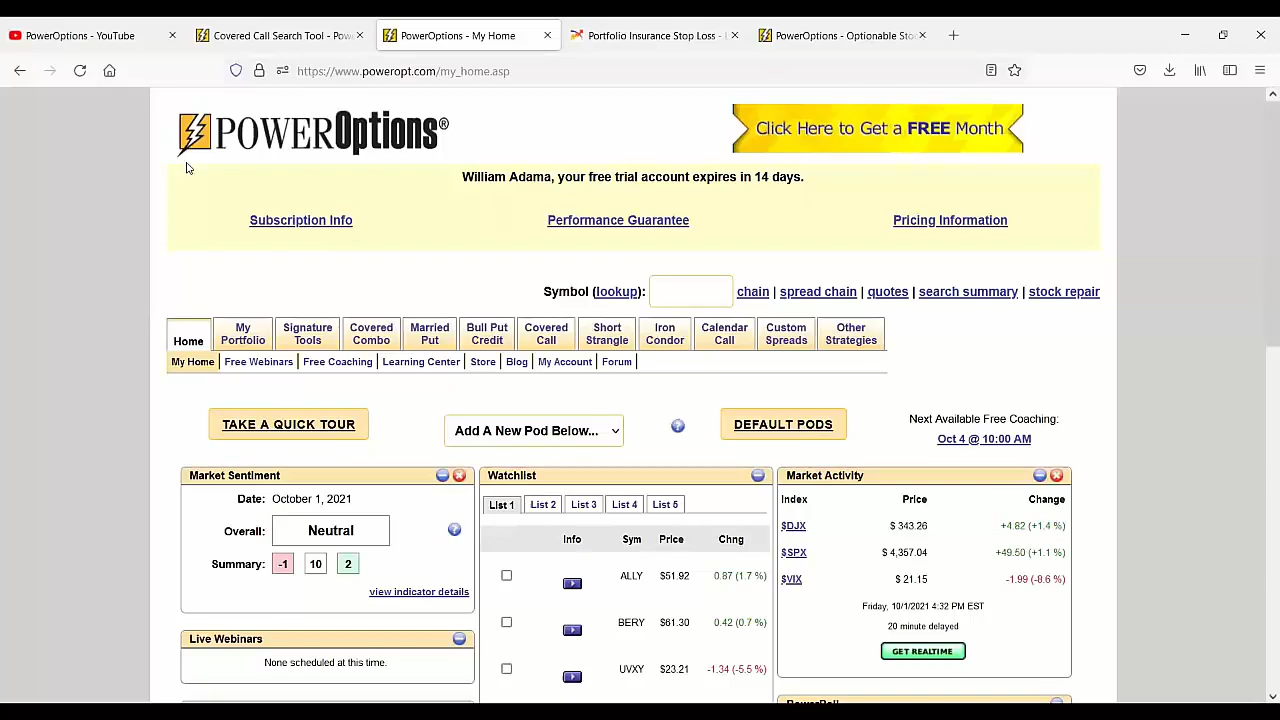 PowerOptions - YouTube
Covered Call Search Tool - Pow
PowerOptions - My Home
Portfolio Insurance Stop Loss -
PowerOptions - Optionable Sto
https://www.poweropt.com/my_home.asp
POWEROptions®
Click Here to Get a FREE Month
William Adama, your free trial account expires in 14 days.
Subscription Info
Performance Guarantee
Pricing Information
Symbol (lookup): chain | spread chain | quotes | search summary | stock repair
Home
My Portfolio
Signature Tools
Covered Combo
Married Put
Bull Put Credit
Covered Call
Short Strangle
Iron Condor
Calendar Call
Custom Spreads
Other Strategies
My Home | Free Webinars | Free Coaching | Learning Center | Store | Blog | My Account | Forum |
TAKE A QUICK TOUR
Add A New Pod Below...
DEFAULT PODS
Next Available Free Coaching:
Oct 4 @ 10:00 AM
Market Sentiment
Date: October 1, 2021
Overall: Neutral
Summary: -1 10 2
view indicator details
Live Webinars
None scheduled at this time.
Watchlist
List 1 List 2 List 3 List 4 List 5
Info Sym Price Chng
ALLY $51.92 0.87 (1.7 %)
BERY $61.30 0.42 (0.7 %)
UVXY $23.21 -1.34 (-5.5 %)
Market Activity
Index Price Change
$DJX $ 343.26 +4.82 (+1.4 %)
$SPX $ 4,357.04 +49.50 (+1.1 %)
$VIX $ 21.15 -1.99 (-8.6 %)
Friday, 10/1/2021 4:32 PM EST
20 minute delayed
GET REALTIME